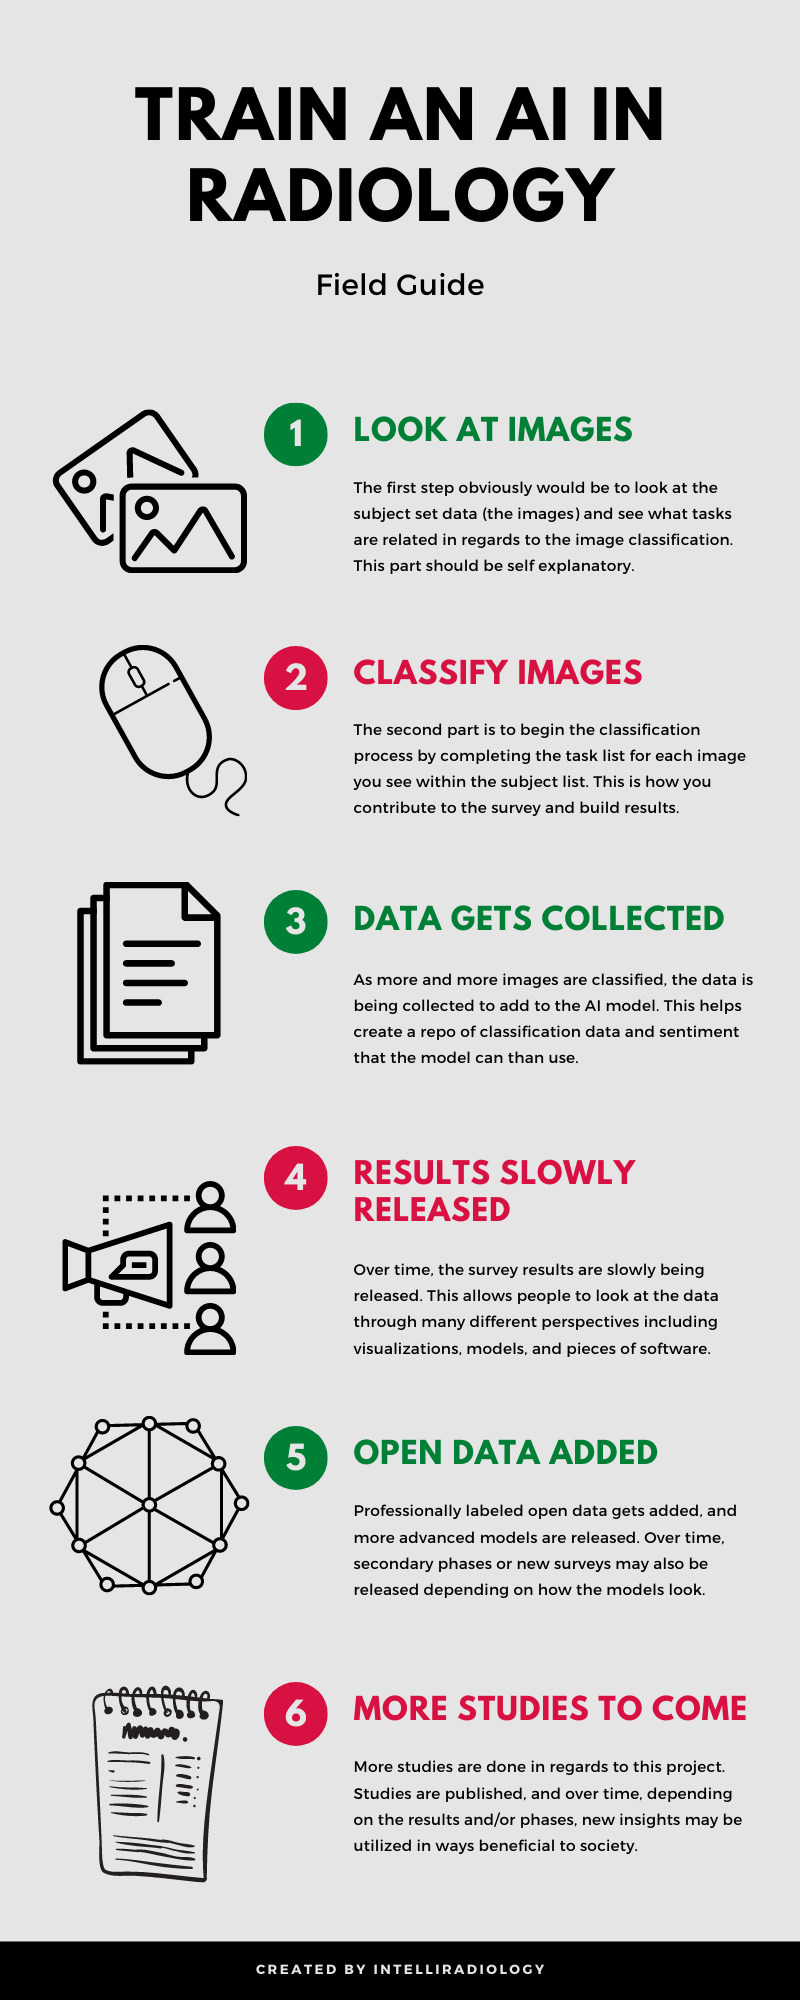 TRAIN AN AI IN
RADIOLOGY
Field Guide
1
LOOK AT IMAGES
The first step obviously would be to look at the
subject set data (the images) and see what tasks
are related in regards to the image classification.
This part should be self explanatory.
2
CLASSIFY IMAGES
The second part is to begin the classification
process by completing the task list for each image
you see within the subject list. This is how you
contribute to the survey and build results.
3
DATA GETS COLLECTED
As more and more images are classified, the data is
being collected to add to the AI model. This helps
create a repo of classification data and sentiment
that the model can than use.
4
RESULTS SLOWLY
RELEASED
Over time, the survey results are slowly being
released. This allows people to look at the data
through many different perspectives including
visualizations, models, and pieces of software.
5
OPEN DATA ADDED
Professionally labeled open data gets added, and
more advanced models are released. Over time,
secondary phases or new surveys may also be
released depending on how the models look.
6
MORE STUDIES TO COME
More studies are done in regards to this project.
Studies are published, and over time, depending
on the results and/or phases, new insights may be
utilized in ways beneficial to society.
CREATED BY INTELLIRADIOLOGY